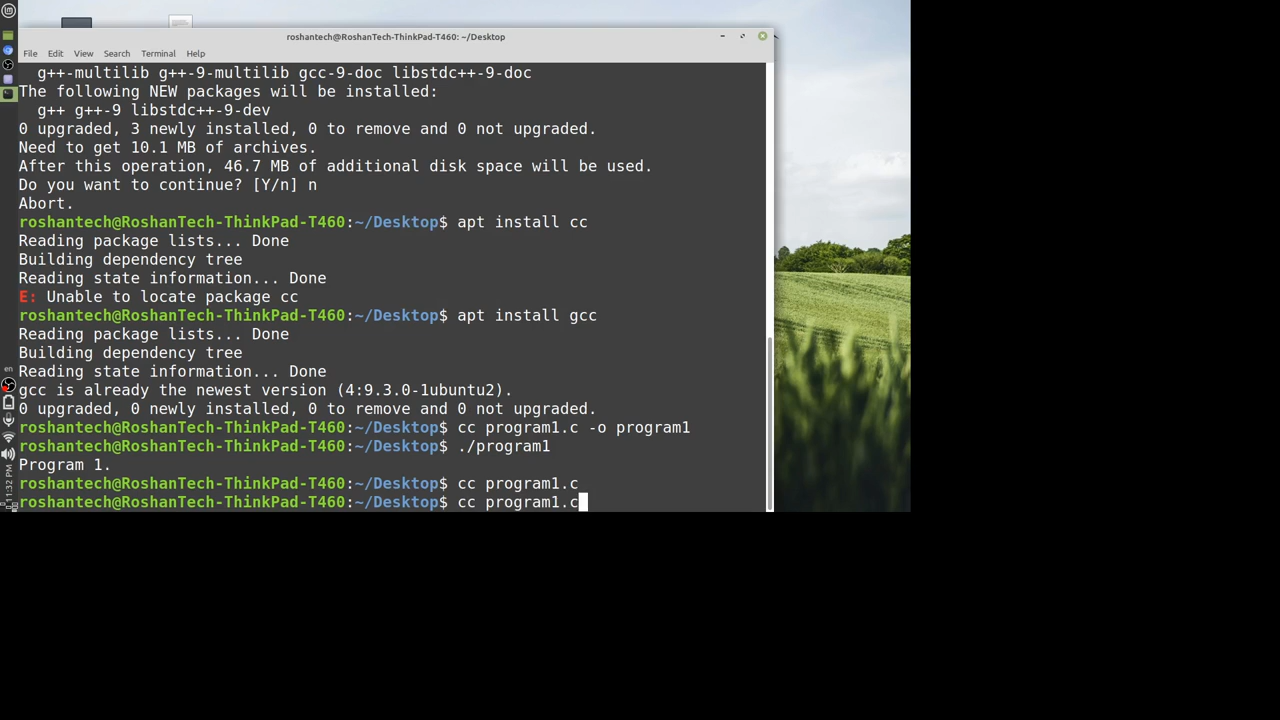 roshantech@RoshanTech-ThinkPad-T460: ~/Desktop
File Edit View Search Terminal Help
g++-multilib g++-9-multilib gcc-9-doc libstdc++-9-doc
The following NEW packages will be installed:
g++ g++-9 libstdc++-9-dev
0 upgraded, 3 newly installed, 0 to remove and 0 not upgraded.
Need to get 10.1 MB of archives.
After this operation, 46.7 MB of additional disk space will be used.
Do you want to continue? [Y/n] n
Abort.
roshantech@RoshanTech-ThinkPad-T460:~/Desktop$ apt install cc
Reading package lists... Done
Building dependency tree
Reading state information... Done
E: Unable to locate package cc
roshantech@RoshanTech-ThinkPad-T460:~/Desktop$ apt install gcc
Reading package lists... Done
Building dependency tree
Reading state information... Done
gcc is already the newest version (4:9.3.0-1ubuntu2).
0 upgraded, 0 newly installed, 0 to remove and 0 not upgraded.
roshantech@RoshanTech-ThinkPad-T460:~/Desktop$ cc program1.c -o program1
roshantech@RoshanTech-ThinkPad-T460:~/Desktop$ ./program1
Program 1.
roshantech@RoshanTech-ThinkPad-T460:~/Desktop$ cc program1.c
roshantech@RoshanTech-ThinkPad-T460:~/Desktop$ cc program1.c
en
11:32 PM